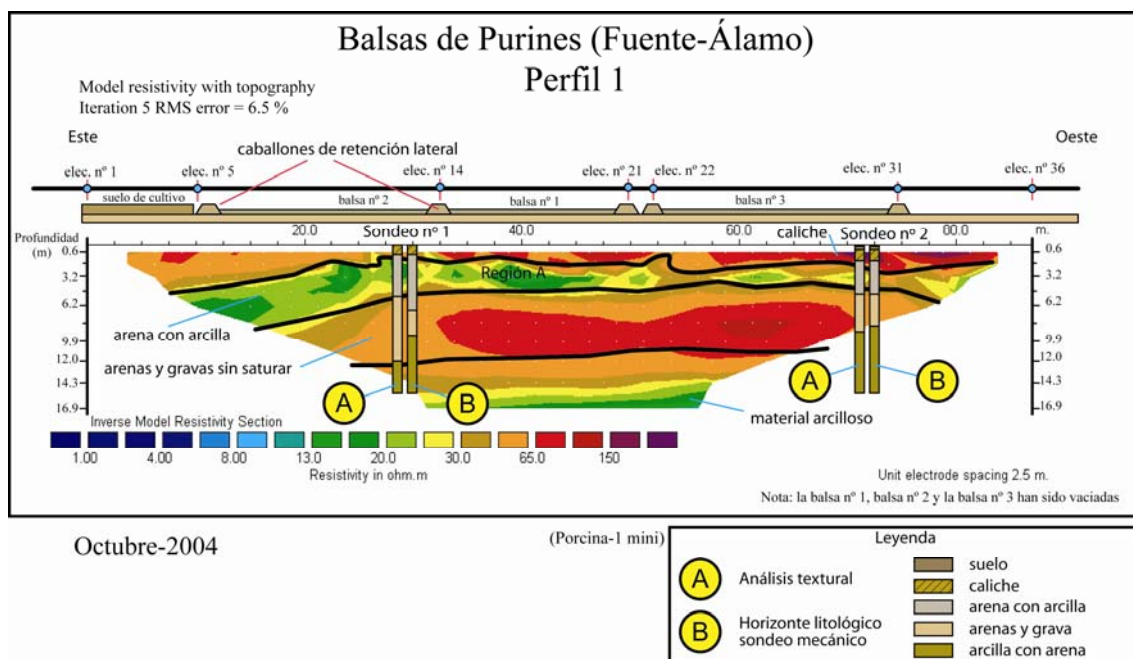 Balsas de Purines (Fuente-Álamo)
Perfil 1
Model resistivity with topography
Iteration 5 RMS error = 6.5 %
Este
Oeste
caballones de retención lateral
elec. nº 1
elec. nº 5
elec. nº 14
elec. nº 21
elec. nº 22
elec. nº 31
elec. nº 36
suelo de cultivo
balsa nº 2
balsa nº 1
balsa nº 3
Profundidad
(m)
20.0
Sondeo nº 1
40.0
60.0
caliche
Sondeo nº 2
80.0
m.
0.6
3.2
6.2
9.9
12.0
14.3
16.9
0.6
3.2
6.2
9.9
12.0
14.3
16.9
Región A
arena con arcilla
arenas y gravas sin saturar
A
B
A
B
material arcilloso
Inverse Model Resistivity Section
1.00
4.00
8.00
13.0
20.0
30.0
65.0
150
Resistivity in ohm.m
Unit electrode spacing 2.5 m.
Nota: la balsa nº 1, balsa nº 2 y la balsa nº 3 han sido vaciadas
Octubre-2004
(Porcina-1 mini)
Leyenda
A
Análisis textural
B
Horizonte litológico
sondeo mecánico
suelo
caliche
arena con arcilla
arenas y grava
arcilla con arena